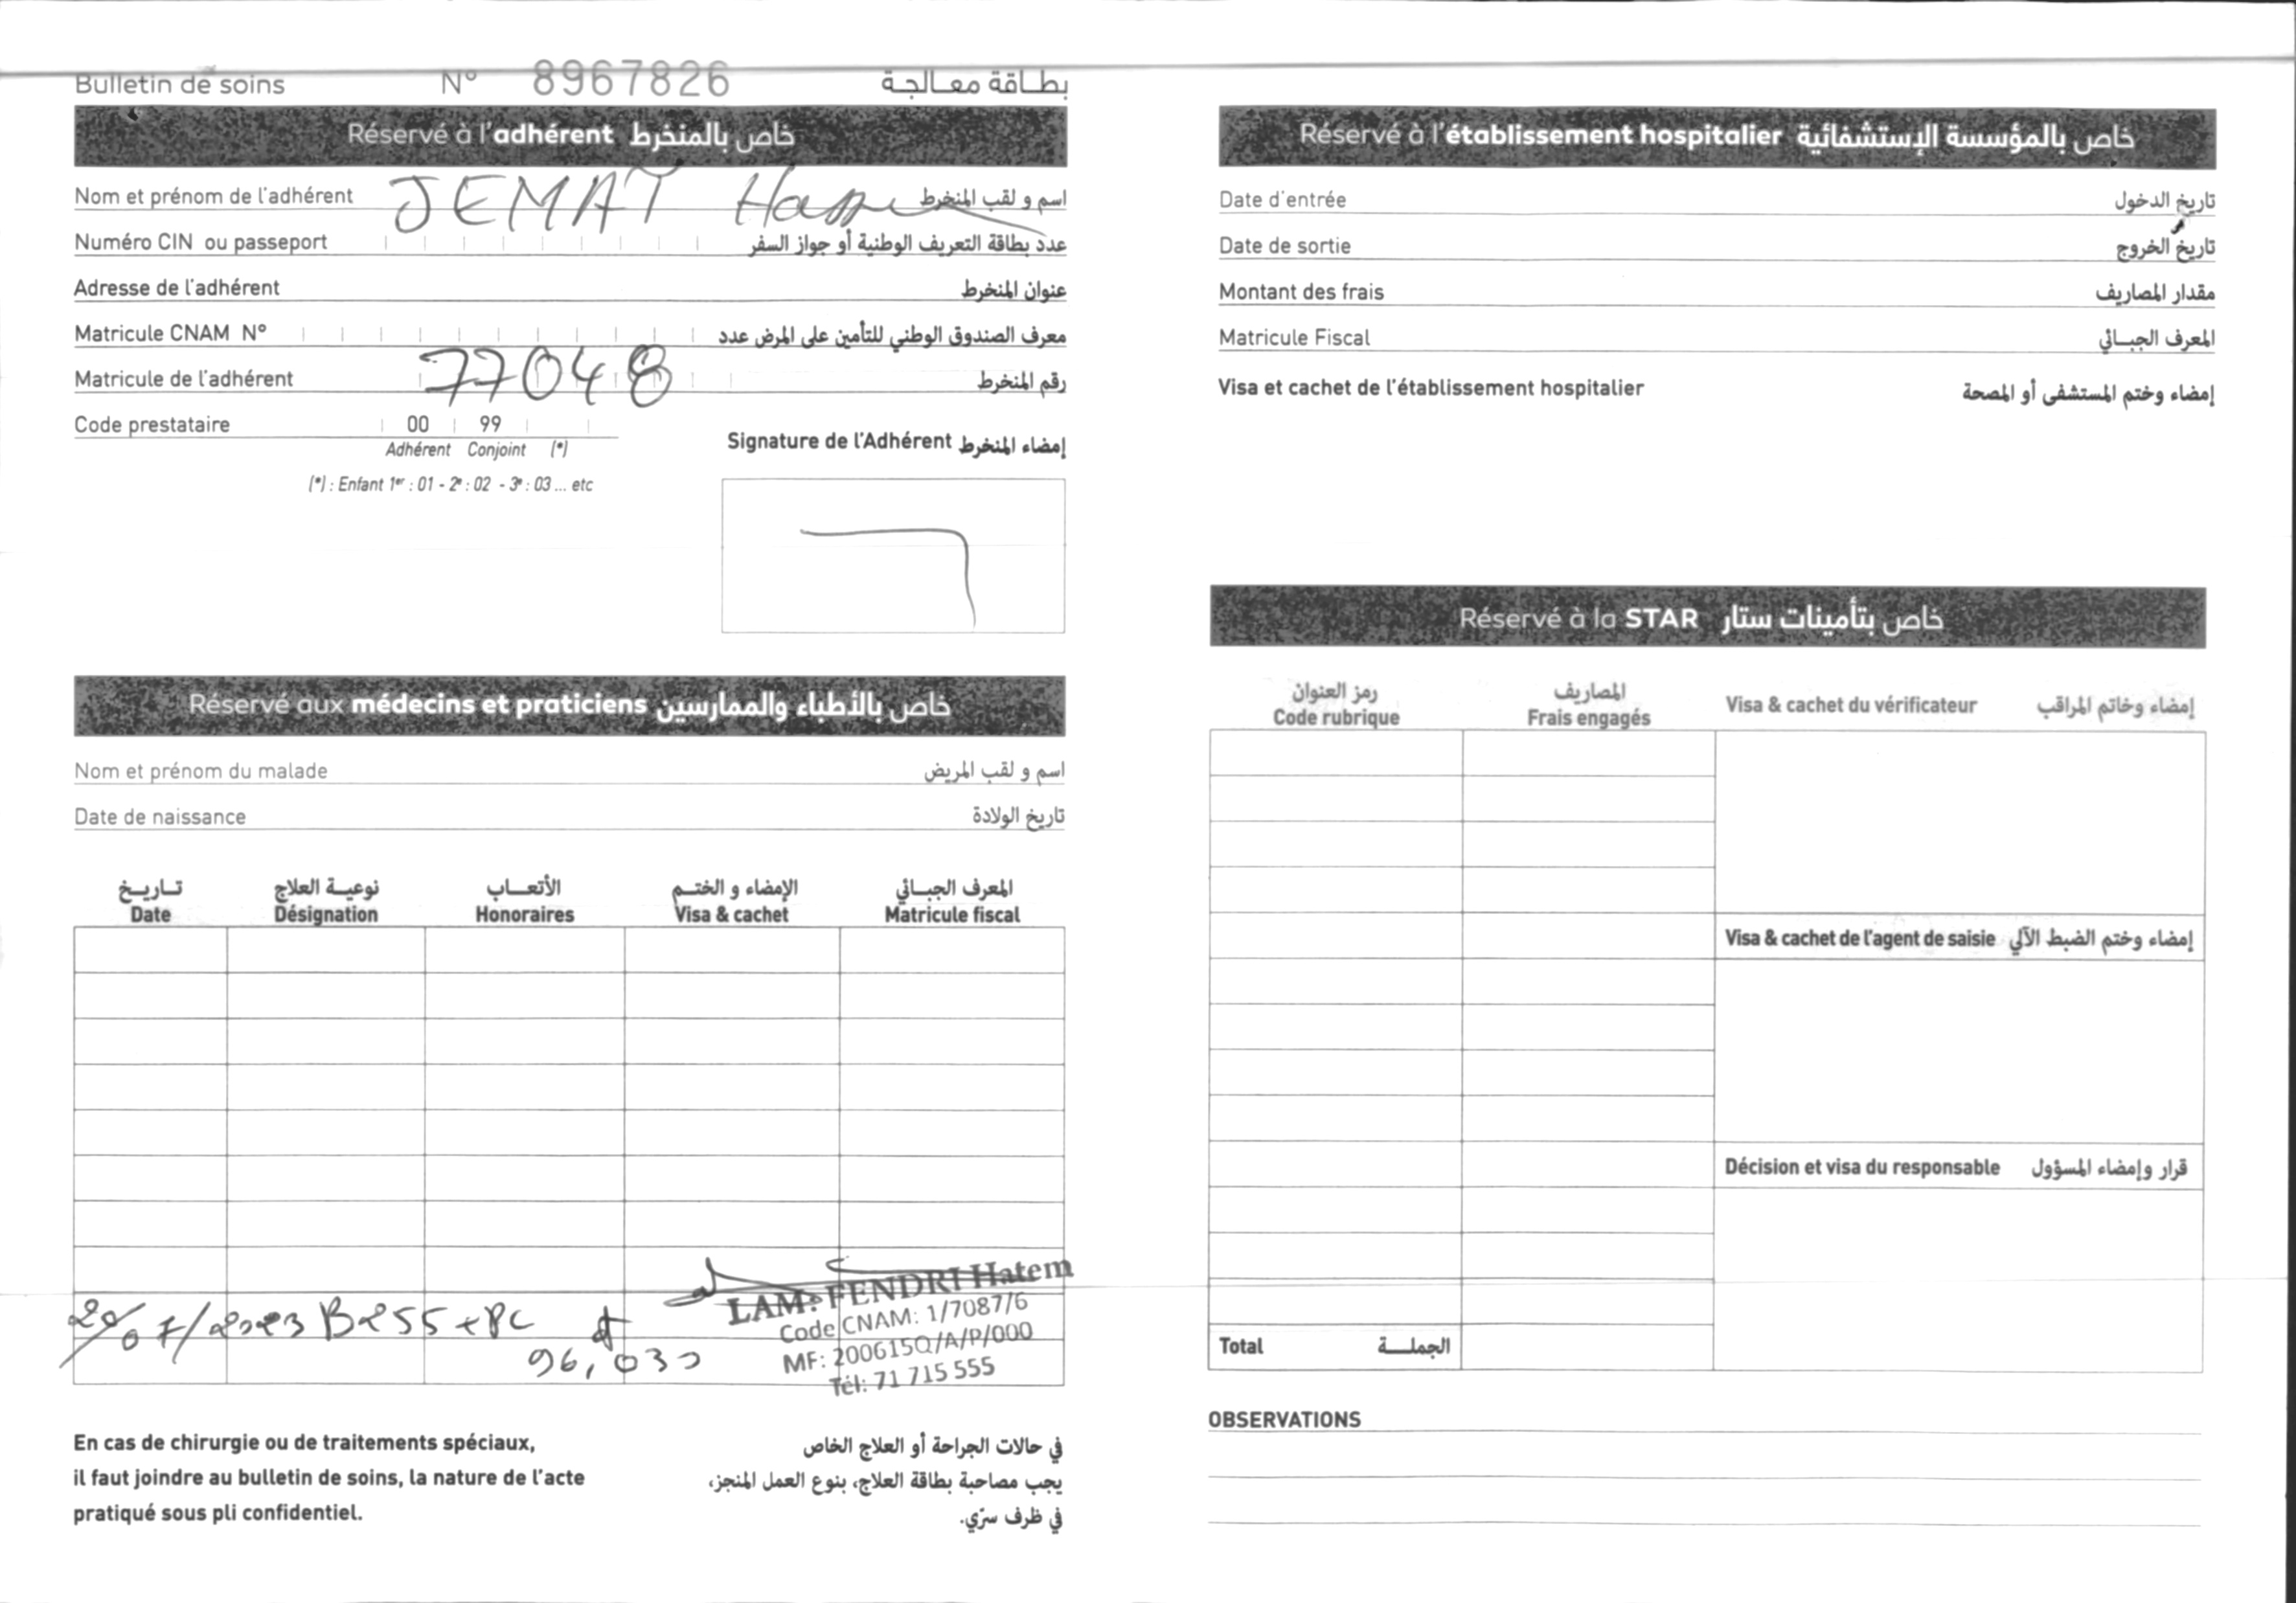 Bulletin de soins N° 8967826 بطاقة معالجة
Réservé à l'adhérent خاص بالمنخرط
Nom et prénom de l'adhérent JEMAI اسم و لقب المنخرط
Numéro CIN ou passeport عدد بطاقة التعريف الوطنية أو جواز السفر
Adresse de l'adhérent عنوان المنخرط
Matricule CNAM N° معرف الصندوق الوطني للتأمين على المرض عدد
Matricule de l'adhérent 77048 رقم المنخرط
Code prestataire 00 99
Adhérent Conjoint (*)
(*) : Enfant 1er : 01 - 2e : 02 - 3e : 03 ... etc
Signature de l'Adhérent إمضاء المنخرط
Réservé aux médecins et praticiens خاص بالأطباء والممارسين
Nom et prénom du malade اسم و لقب المريض
Date de naissance تاريخ الولادة
تاريخ نوعية العلاج الأتعاب الإمضاء و الختم المعرف الجبائي
Date Désignation Honoraires Visa & cachet Matricule fiscal
20/07/2023 B255+PC
96,030
LAM: FENDRI Hatem
Code CNAM: 1/7087/6
MF: 200615Q/A/P/000
Tél: 71 715 555
En cas de chirurgie ou de traitements spéciaux,
il faut joindre au bulletin de soins, la nature de l'acte
pratiqué sous pli confidentiel.
في حالات الجراحة أو العلاج الخاص
يجب مصاحبة بطاقة العلاج، بنوع العمل المنجز،
في ظرف سرّي.
Réservé à l'établissement hospitalier خاص بالمؤسسة الإستشفائية
Date d'entrée تاريخ الدخول
Date de sortie تاريخ الخروج
Montant des frais مقدار المصاريف
Matricule Fiscal المعرف الجبائي
Visa et cachet de l'établissement hospitalier إمضاء وختم المستشفى أو المصحة
Réservé à la STAR خاص بتأمينات ستار
رمز العنوان المصاريف
Code rubrique Frais engagés Visa & cachet du vérificateur إمضاء وخاتم المراقب
Visa & cachet de l'agent de saisie إمضاء وختم الضبط الآلي
Décision et visa du responsable قرار وإمضاء المسؤول
Total الجملة
OBSERVATIONS